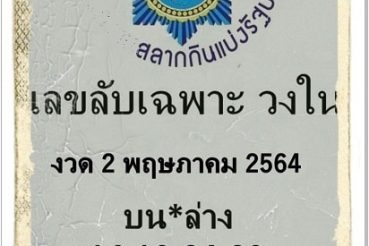 สลากกินแบ่งรัฐบ
เลขลับเฉพาะ วงใน
งวด 2 พฤษภาคม 2564
บน*ล่าง